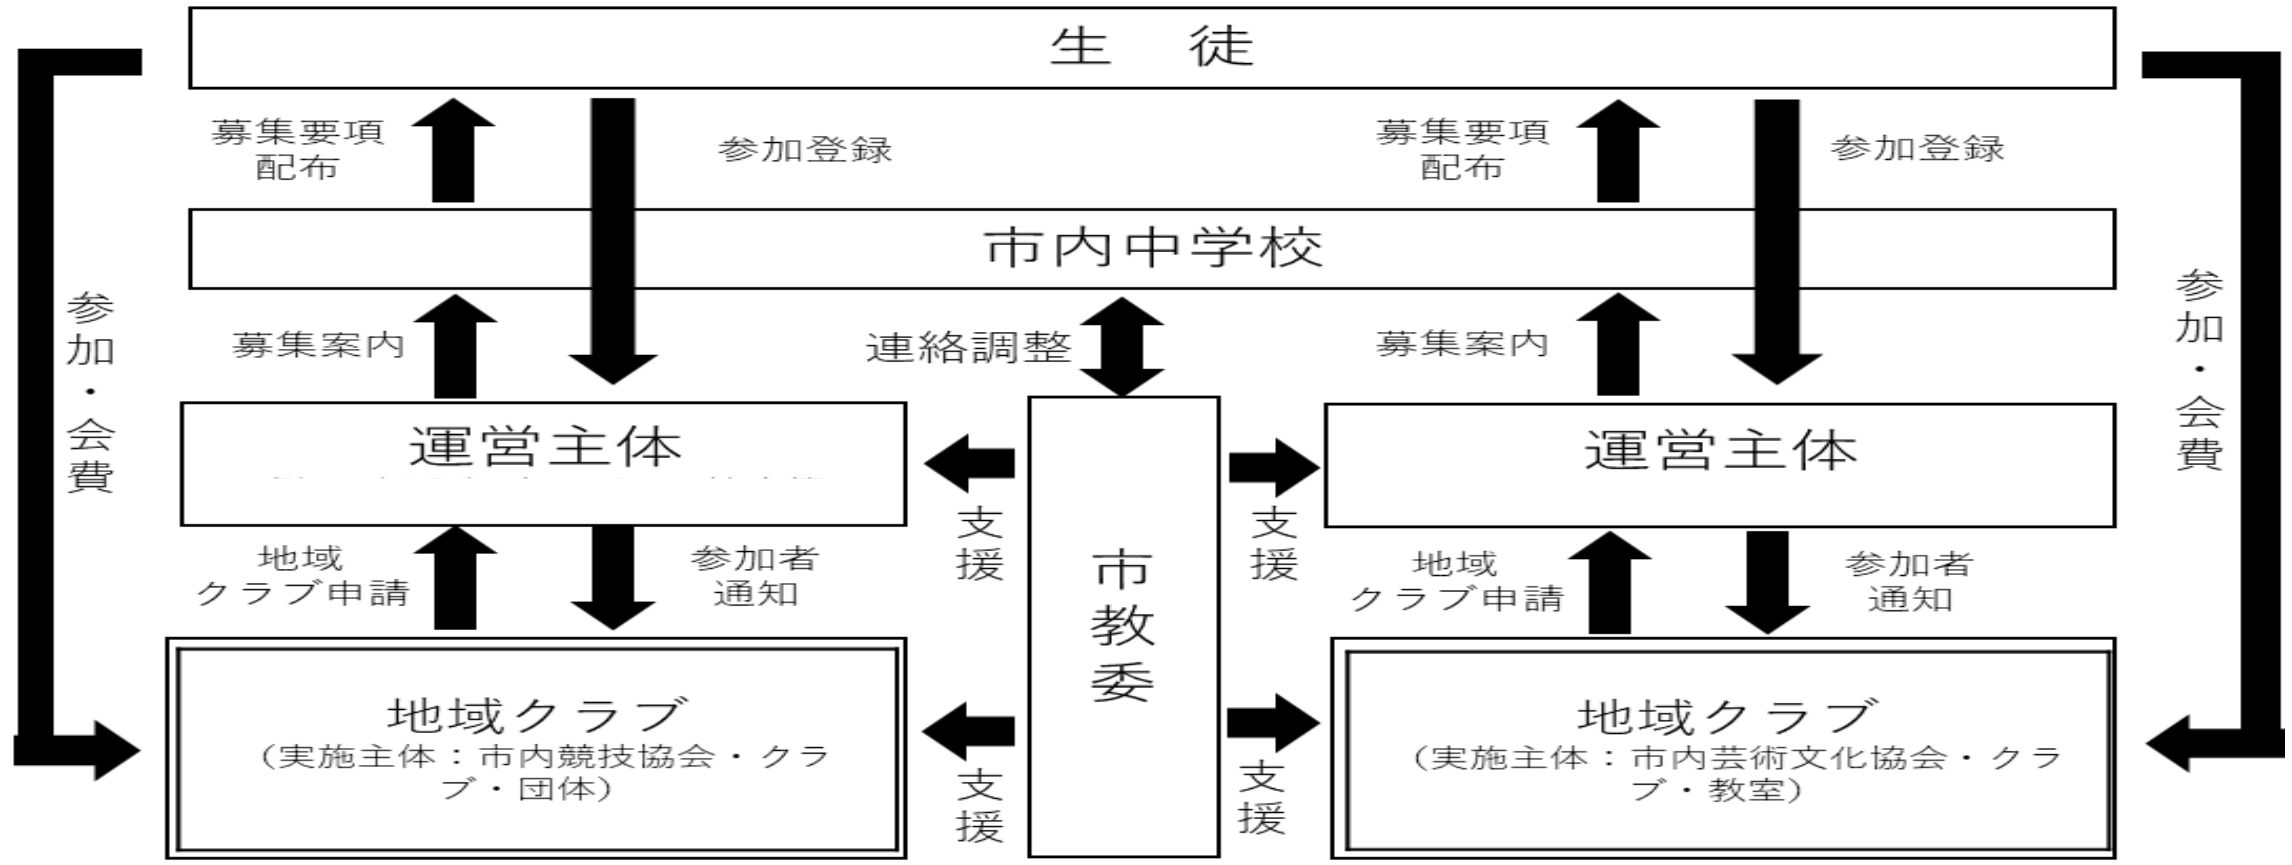 生　徒
募集要項
配布
参加登録
募集要項
配布
参加登録
市内中学校
参加・会費
募集案内
連絡調整
募集案内
参加・会費
運営主体
運営主体
支援
支援
市教委
地域
クラブ申請
参加者
通知
地域
クラブ申請
参加者
通知
地域クラブ
（実施主体：市内競技協会・クラ
ブ・団体）
地域クラブ
（実施主体：市内芸術文化協会・クラ
ブ・教室）
支援
支援